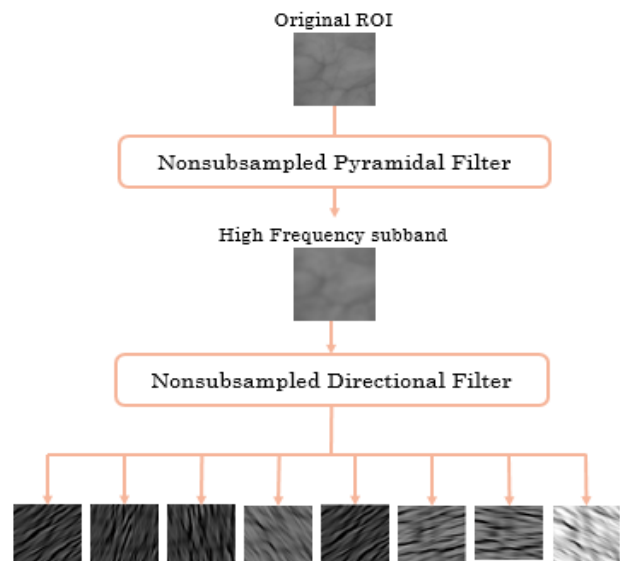 Original ROI
Nonsubsampled Pyramidal Filter
High Frequency subband
Nonsubsampled Directional Filter